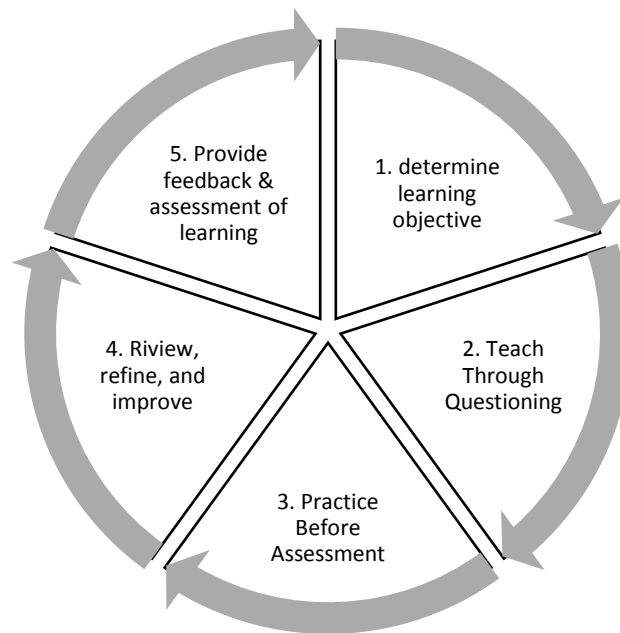 1. determine
learning
objective
2. Teach
Through
Questioning
3. Practice
Before
Assessment
4. Riview,
refine, and
improve
5. Provide
feedback &
assessment of
learning